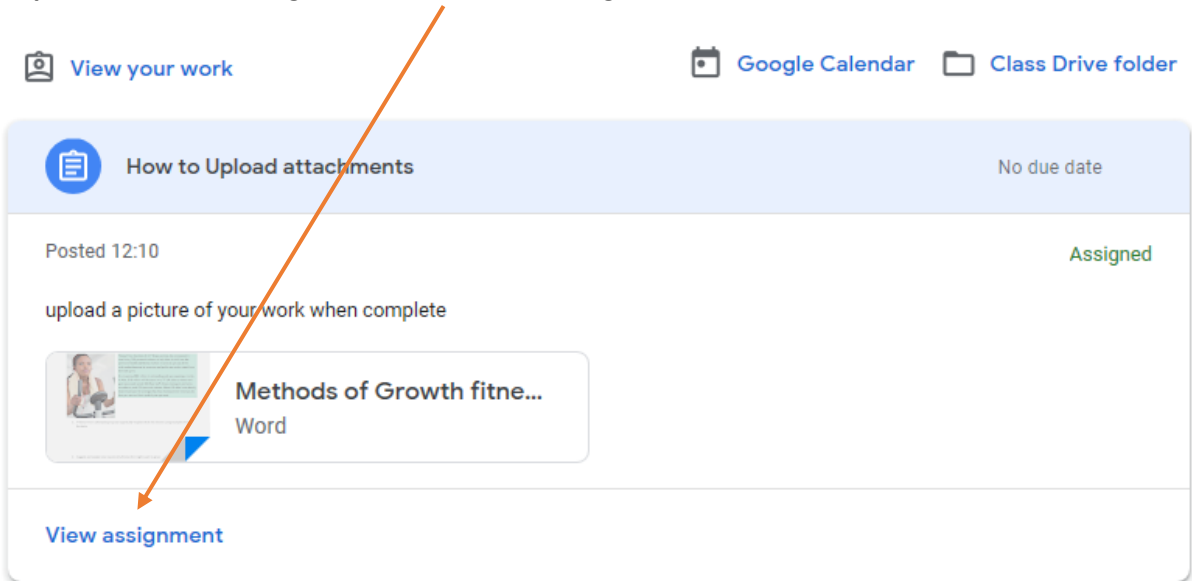 View your work
Google Calendar
Class Drive folder
How to Upload attachments
No due date
Posted 12:10
Assigned
upload a picture of your work when complete
Methods of Growth fitne...
Word
View assignment